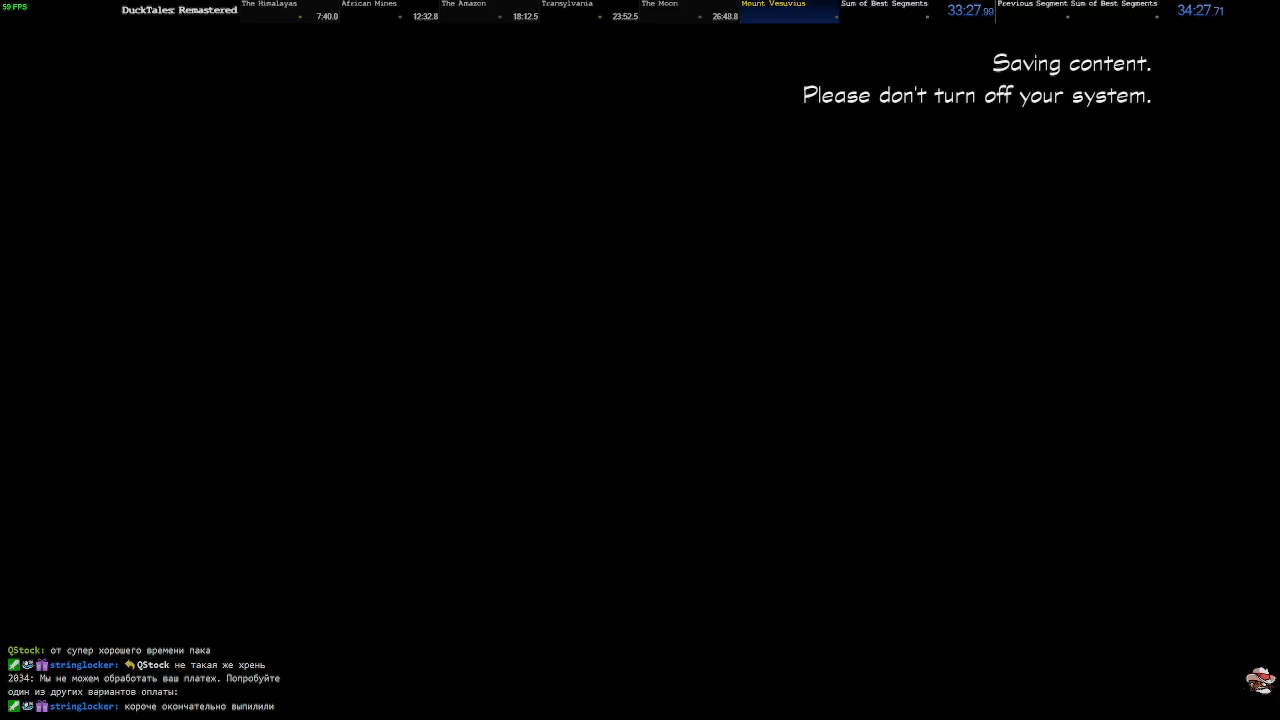 59 FPS
DuckTales: Remastered
The Himalayas
7:40.0
African Mines
12:32.8
The Amazon
18:12.5
Transylvania
23:52.5
The Moon
26:48.8
Mount Vesuvius
Sum of Best Segments
33:27.99
Previous Segment Sum of Best Segments
34:27.71
Saving content.
Please don't turn off your system.
QStock: от супер хорошего времени пака
stringlocker: QStock не такая же хрень
2034: Мы не можем обработать ваш платеж. Попробуйте
один из других вариантов оплаты:
stringlocker: короче окончательно выпилили